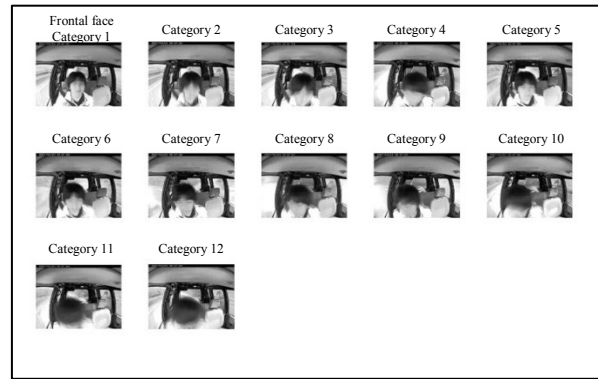 Frontal face
Category 1
Category 2
Category 3
Category 4
Category 5
Category 6
Category 7
Category 8
Category 9
Category 10
Category 11
Category 12